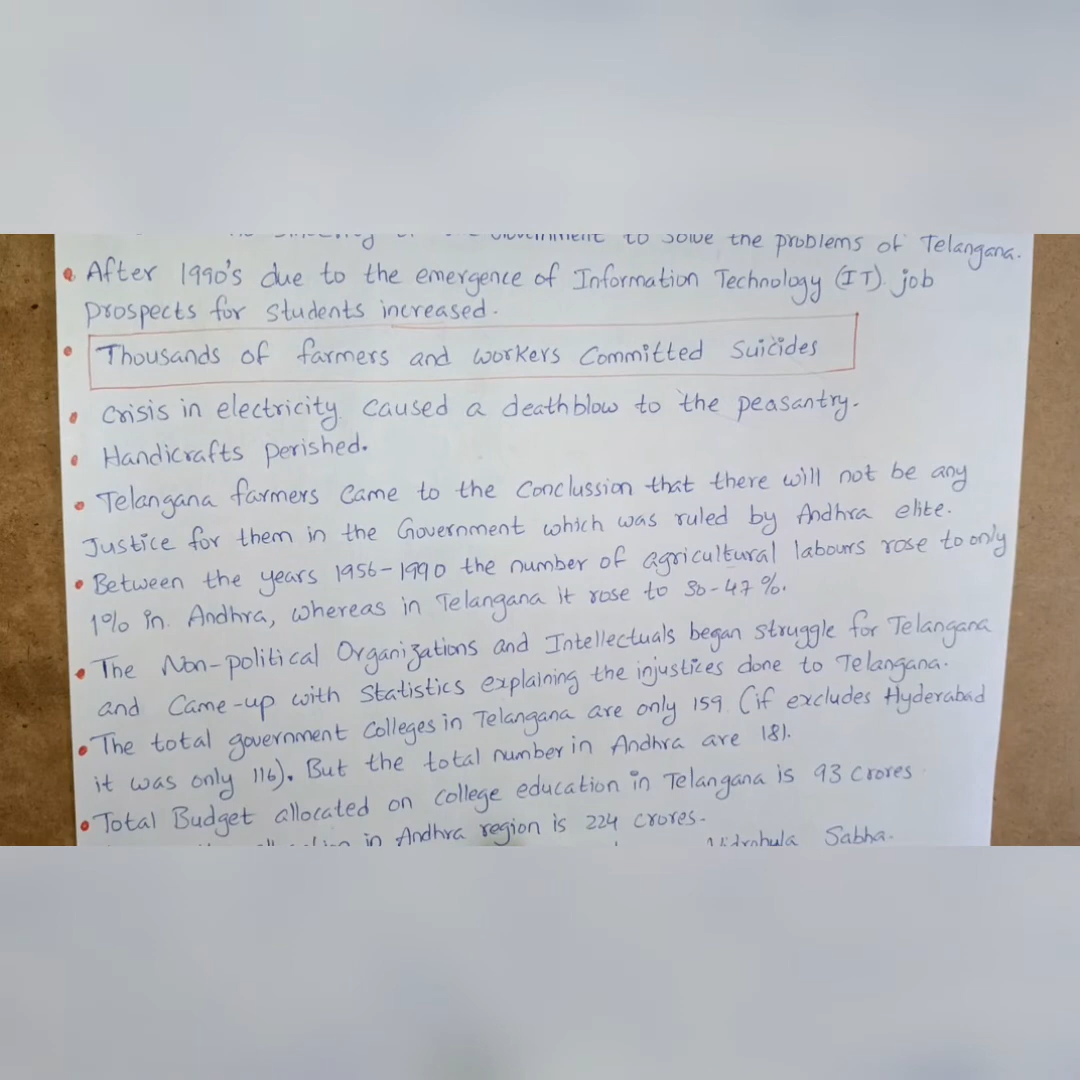 to solve the problems of Telangana.
• After 1990's due to the emergence of Information Technology (IT) job
prospects for students increased.
• Thousands of farmers and workers Committed Suicides
• Crisis in electricity caused a deathblow to the peasantry.
• Handicrafts perished.
• Telangana farmers Came to the Conclussion that there will not be any
Justice for them in the Government which was ruled by Andhra elite.
• Between the years 1956-1990 the number of agricultural labours rose to only
1% in Andhra, whereas in Telangana it rose to 30-47%.
• The Non-political Organizations and Intellectuals began struggle for Telangana
and Came-up with Statistics explaining the injustices done to Telangana.
• The total government Colleges in Telangana are only 159 (if excludes Hyderabad
it was only 116). But the total number in Andhra are 181.
• Total Budget allocated on college education in Telangana is 93 crores
in Andhra region is 224 crores.
Sabha.